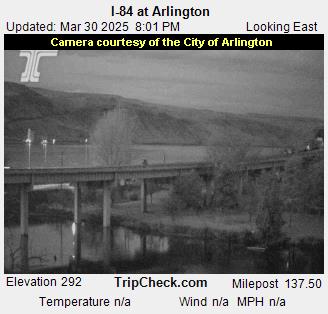 I-84 at Arlington
Updated: Mar 30 2025 8:01 PM Looking East
Camera courtesy of the City of Arlington
Elevation 292 TripCheck.com Milepost 137.50
Temperature n/a Wind n/a MPH n/a